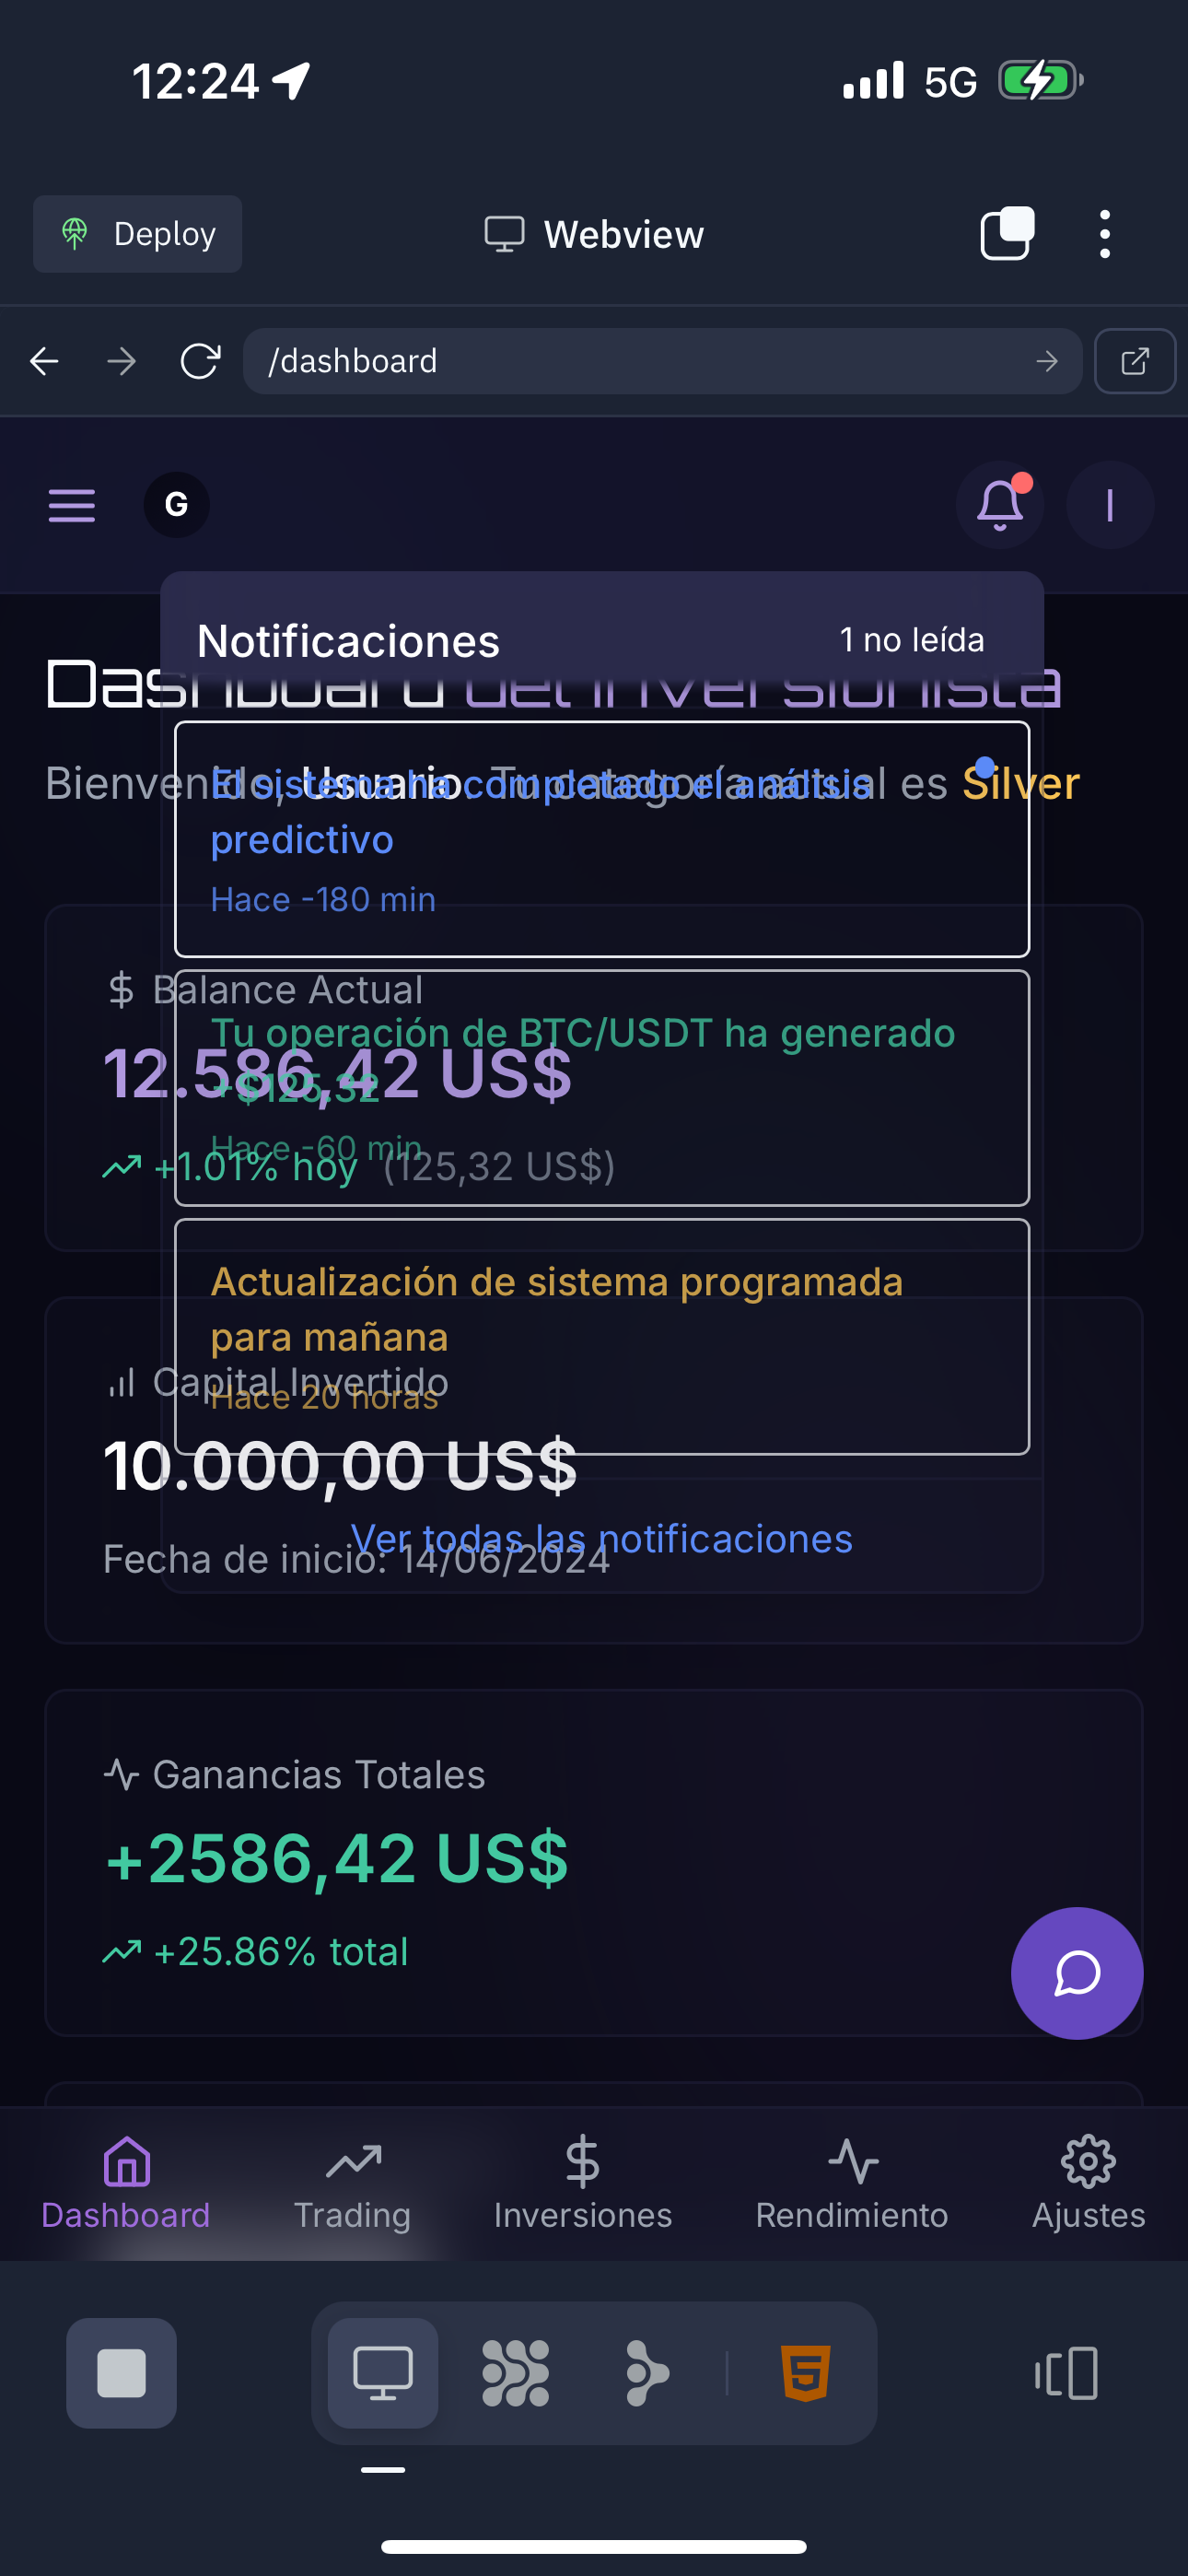 12:24
5G
Deploy
Webview
/dashboard
G
I
Notificaciones
1 no leída
Dashboard del inversionista
Bienvenido, Usuario. Tu categoría actual es Silver
El sistema ha completado el análisis
predictivo
Hace -180 min
Balance Actual
Tu operación de BTC/USDT ha generado
+$125.32
12.586,42 US$
Hace -60 min
+1.01% hoy (125,32 US$)
Actualización de sistema programada
para mañana
Capital Invertido
Hace 20 horas
10.000,00 US$
Ver todas las notificaciones
Fecha de inicio: 14/06/2024
Ganancias Totales
+2586,42 US$
+25.86% total
Dashboard
Trading
Inversiones
Rendimiento
Ajustes
5